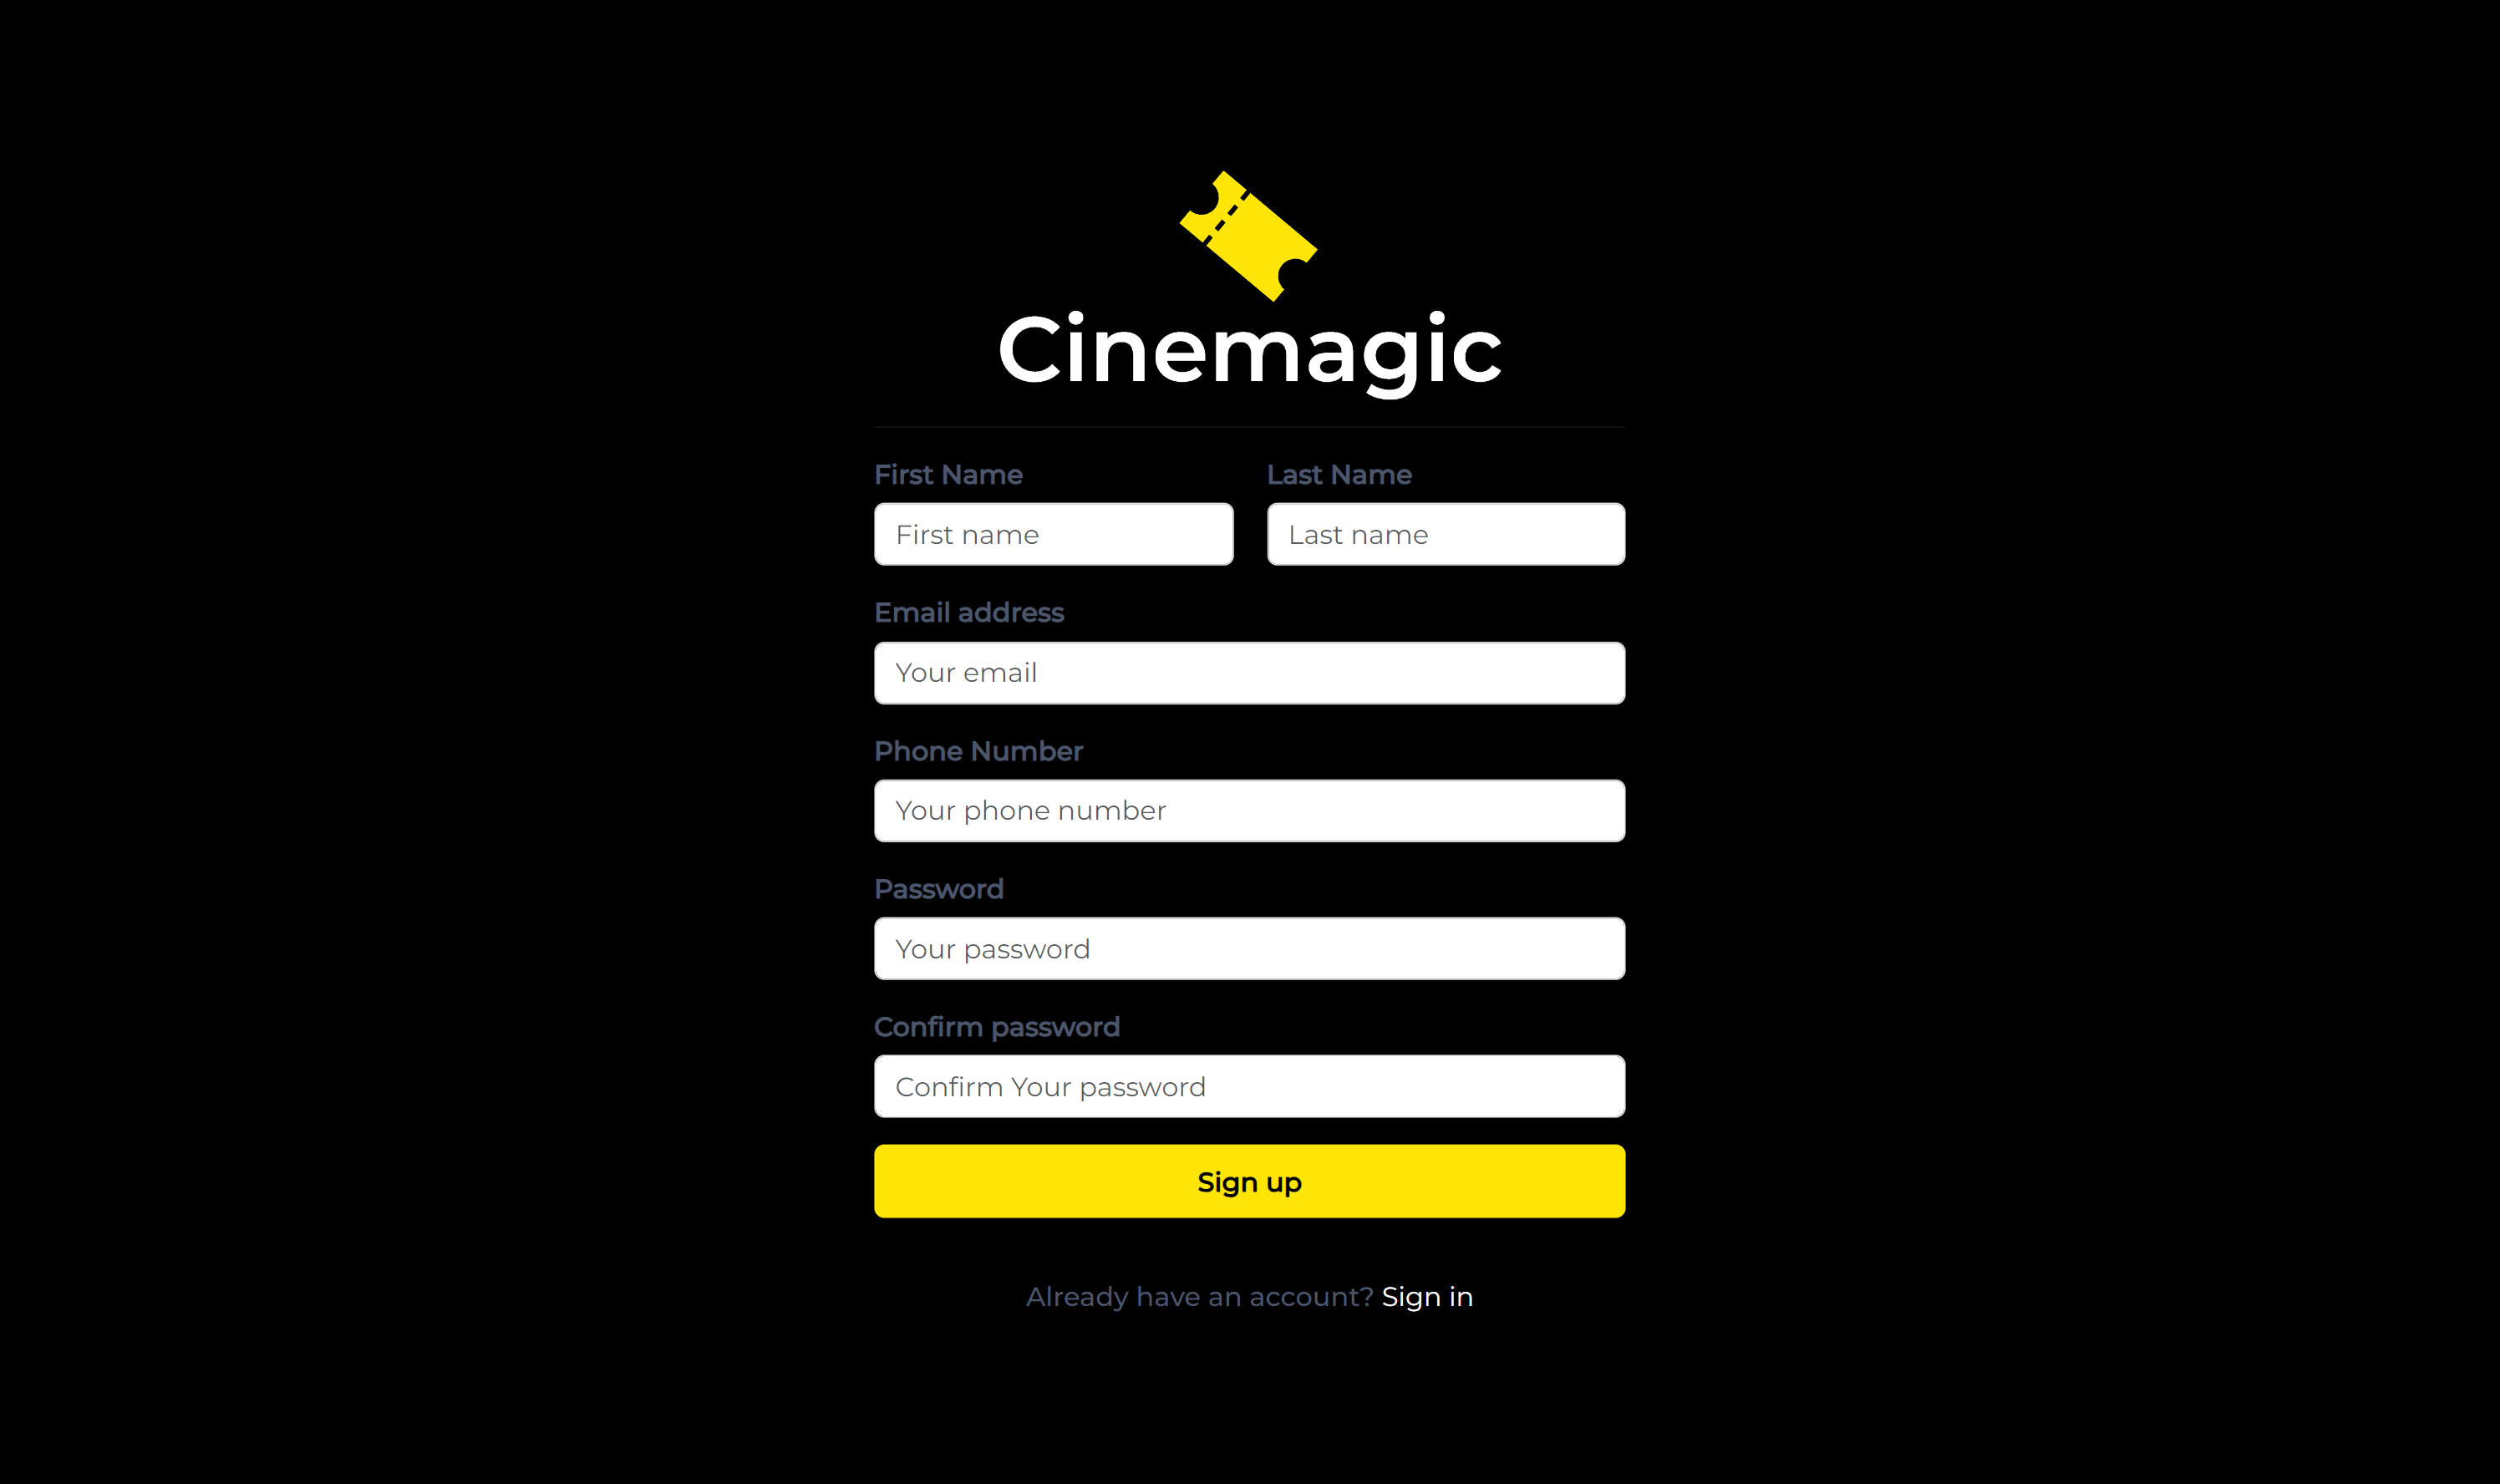 Cinemagic
First Name Last Name
First name Last name
Email address
Your email
Phone Number
Your phone number
Password
Your password
Confirm password
Confirm Your password
Sign up
Already have an account? Sign in